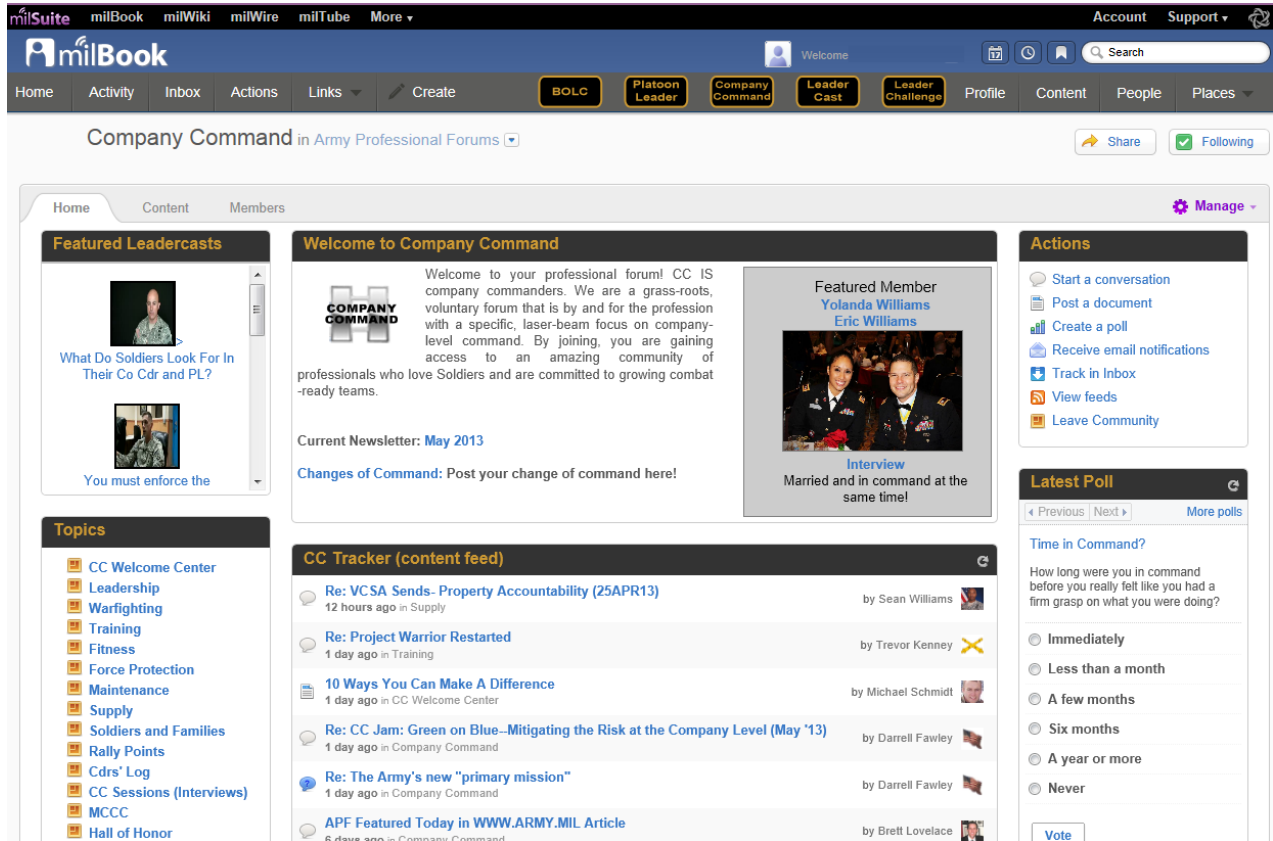 milSuite milBook milWiki milWire milTube More Account Support
milBook Welcome 17 Search
Home Activity Inbox Actions Links Create BOLC Platoon Leader Company Command Leader Cast Leader Challenge Profile Content People Places
Company Command in Army Professional Forums
Share Following
Home Content Members Manage
Featured Leadercasts
>
What Do Soldiers Look For In
Their Co Cdr and PL?
You must enforce the
Topics
CC Welcome Center
Leadership
Warfighting
Training
Fitness
Force Protection
Maintenance
Supply
Soldiers and Families
Rally Points
Cdrs' Log
CC Sessions (Interviews)
MCCC
Hall of Honor
Welcome to Company Command
COMPANY
COMMAND
Welcome to your professional forum! CC IS
company commanders. We are a grass-roots,
voluntary forum that is by and for the profession
with a specific, laser-beam focus on company-
level command. By joining, you are gaining
access to an amazing community of
professionals who love Soldiers and are committed to growing combat
-ready teams.
Current Newsletter: May 2013
Changes of Command: Post your change of command here!
Featured Member
Yolanda Williams
Eric Williams
Interview
Married and in command at the
same time!
CC Tracker (content feed)
Re: VCSA Sends- Property Accountability (25APR13)
12 hours ago in Supply
by Sean Williams
Re: Project Warrior Restarted
1 day ago in Training
by Trevor Kenney
10 Ways You Can Make A Difference
1 day ago in CC Welcome Center
by Michael Schmidt
Re: CC Jam: Green on Blue--Mitigating the Risk at the Company Level (May '13)
1 day ago in Company Command
by Darrell Fawley
Re: The Army's new "primary mission"
1 day ago in Company Command
by Darrell Fawley
APF Featured Today in WWW.ARMY.MIL Article
6 days ago in Company Command
by Brett Lovelace
Actions
Start a conversation
Post a document
Create a poll
Receive email notifications
Track in Inbox
View feeds
Leave Community
Latest Poll
Previous Next More polls
Time in Command?
How long were you in command
before you really felt like you had a
firm grasp on what you were doing?
Immediately
Less than a month
A few months
Six months
A year or more
Never
Vote